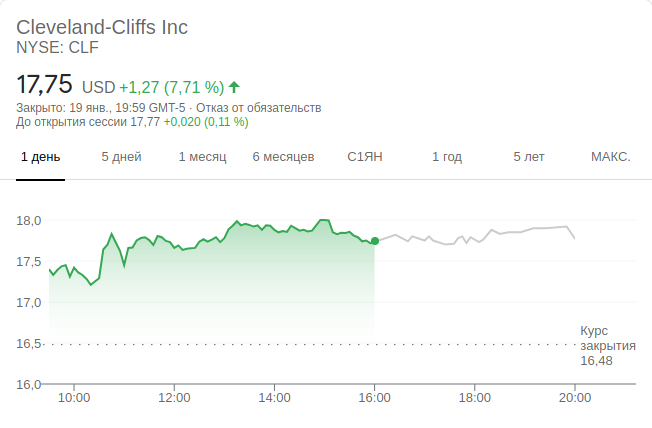 Cleveland-Cliffs Inc
NYSE: CLF
17,75 USD +1,27 (7,71 %)
Закрыто: 19 янв., 19:59 GMT-5 · Отказ от обязательств
До открытия сессии 17,77 +0,020 (0,11 %)
1 день 5 дней 1 месяц 6 месяцев С1ЯН 1 год 5 лет МАКС.
18,0
17,5
17,0
16,5
16,0
Курс
закрытия
16,48
10:00 12:00 14:00 16:00 18:00 20:00